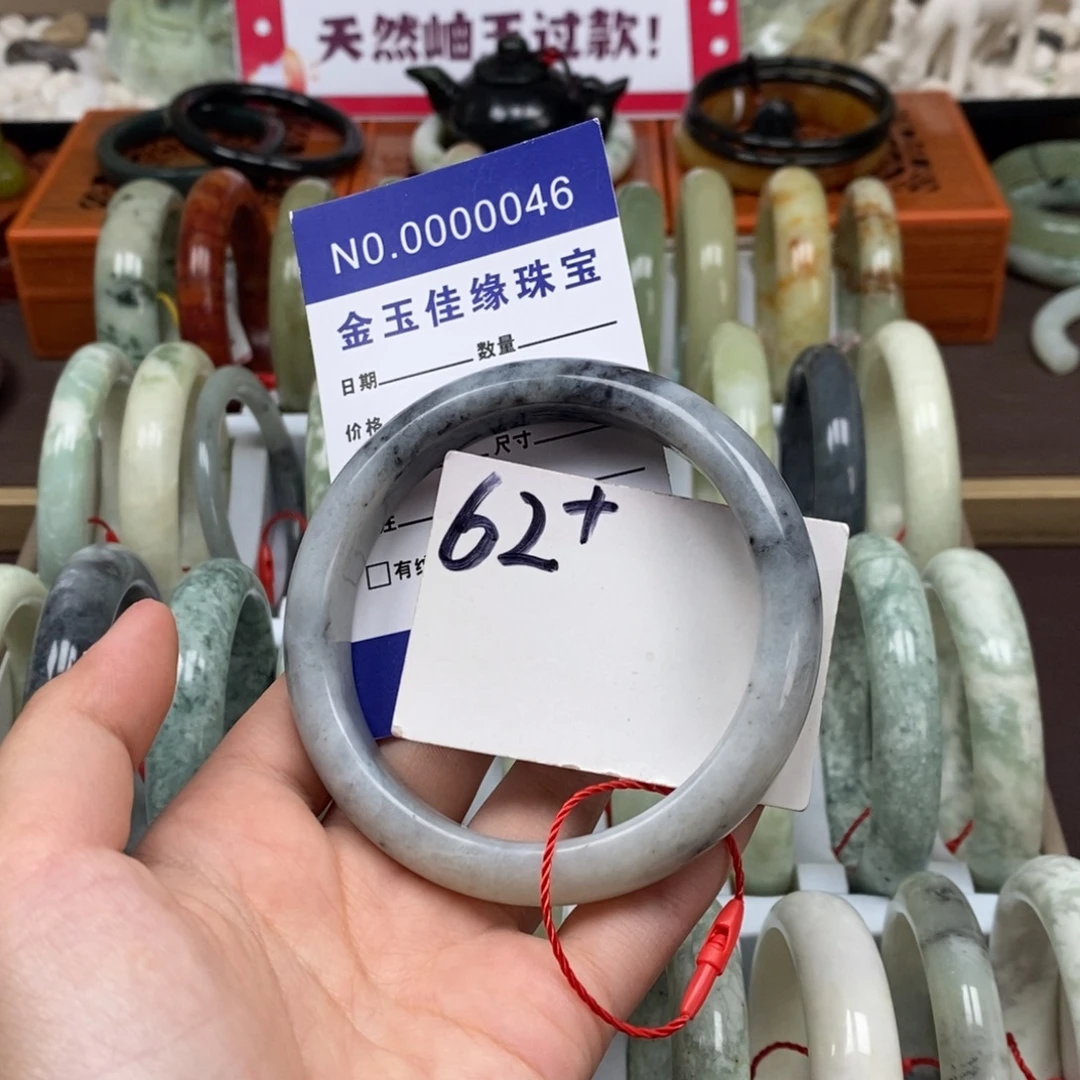 天然岫玉过款!
N0.0000046
金玉佳缘珠宝
日期 数量
价格 尺寸
62+
□有